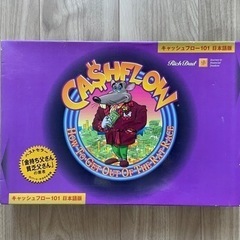 キャッシュフロー101 日本語版
Rich Dad
CASHFLOW
HOW TO GET OUT OF THE RAT RACE
「金持ち父さん
貧乏父さん」
キャッシュフロー101 日本語版